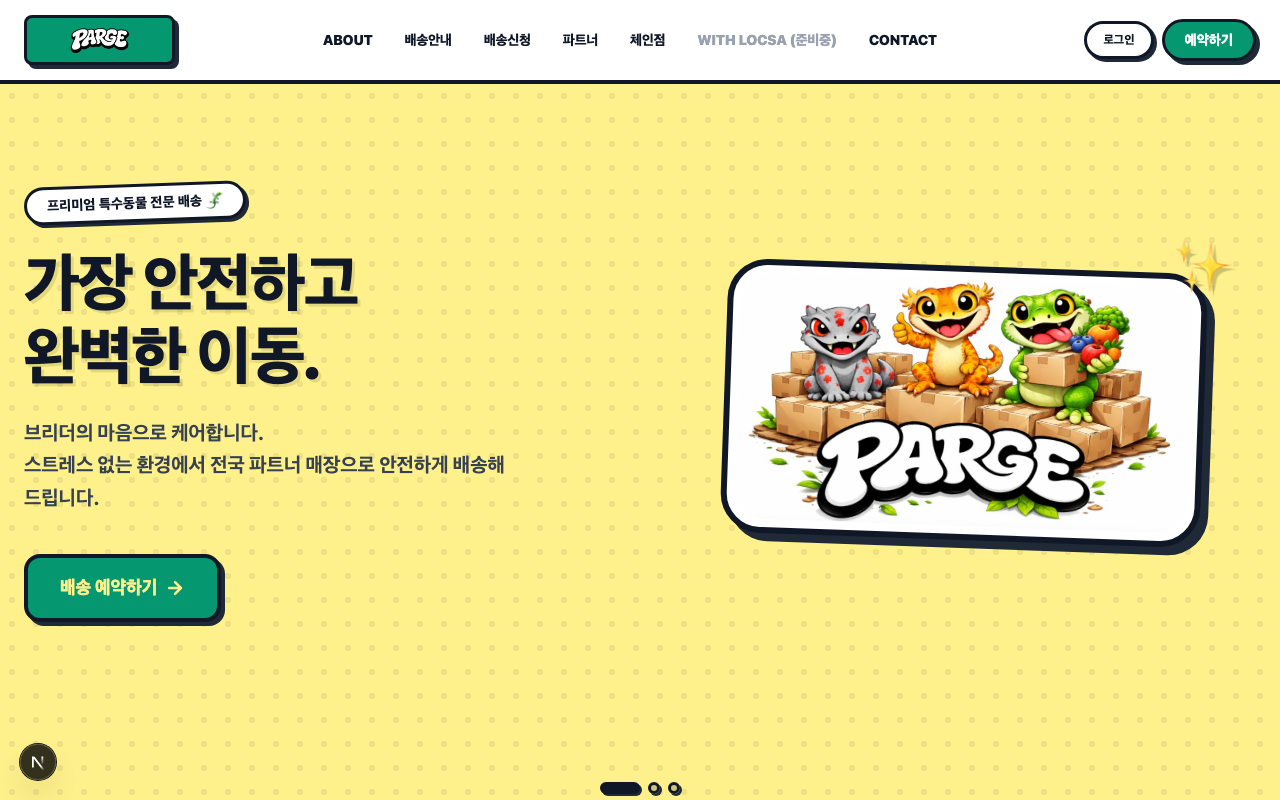 PARGE
ABOUT
배송안내
배송신청
파트너
체인점
WITH LOCSA (준비중)
CONTACT
로그인
예약하기
프리미엄 특수동물 전문 배송
가장 안전하고
완벽한 이동.
브리더의 마음으로 케어합니다.
스트레스 없는 환경에서 전국 파트너 매장으로 안전하게 배송해
드립니다.
배송 예약하기 →
PARGE
N